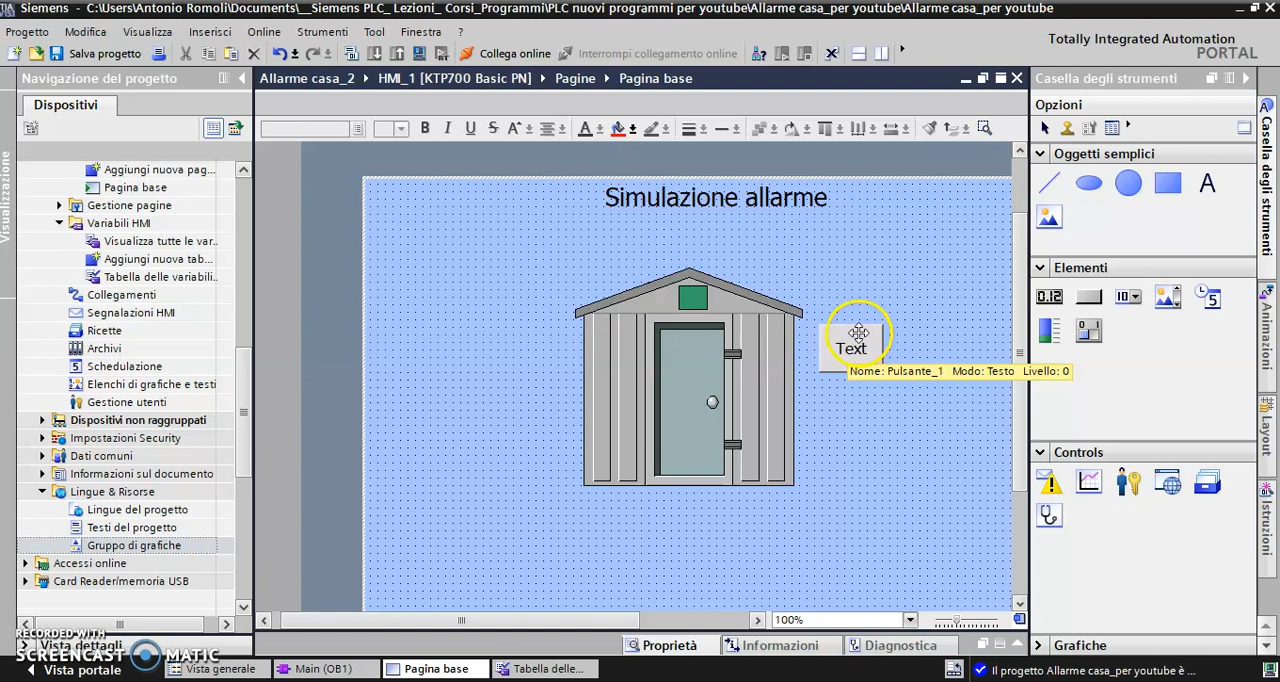 Siemens - C:\Users\Antonio Romoli\Documents\__Siemens PLC_ Lezioni_ Corsi_Programmi\PLC nuovi programmi per youtube\Allarme casa_per youtube\Allarme casa_per youtube
Progetto Modifica Visualizza Inserisci Online Strumenti Tool Finestra ?
Totally Integrated Automation
PORTAL
Salva progetto
Collega online
Interrompi collegamento online
Navigazione del progetto
Allarme casa_2 HMI_1 [KTP700 Basic PN] Pagine Pagina base
Casella degli strumenti
Dispositivi
Opzioni
Visualizzazione
Aggiungi nuova pag...
Pagina base
Gestione pagine
Variabili HMI
Visualizza tutte le var...
Aggiungi nuova tab...
Tabella delle variabili...
Collegamenti
Segnalazioni HMI
Ricette
Archivi
Schedulazione
Elenchi di grafiche e testi
Gestione utenti
Dispositivi non raggruppati
Impostazioni Security
Dati comuni
Informazioni sul documento
Lingue & Risorse
Lingue del progetto
Testi del progetto
Gruppo di grafiche
Accessi online
Card Reader/memoria USB
Vista dettagli
B I U S A A
Simulazione allarme
Text
Nome: Pulsante_1 Modo: Testo Livello: 0
100%
Oggetti semplici
A
Elementi
0.12
10
5
Controls
Grafiche
Casella degli strumenti
Animazioni
Layout
Istruzioni
Proprietà Informazioni Diagnostica
RECORDED WITH
SCREENCAST MATIC
Vista portale Vista generale Main (OB1) Pagina base Tabella delle... Il progetto Allarme casa_per youtube è ...